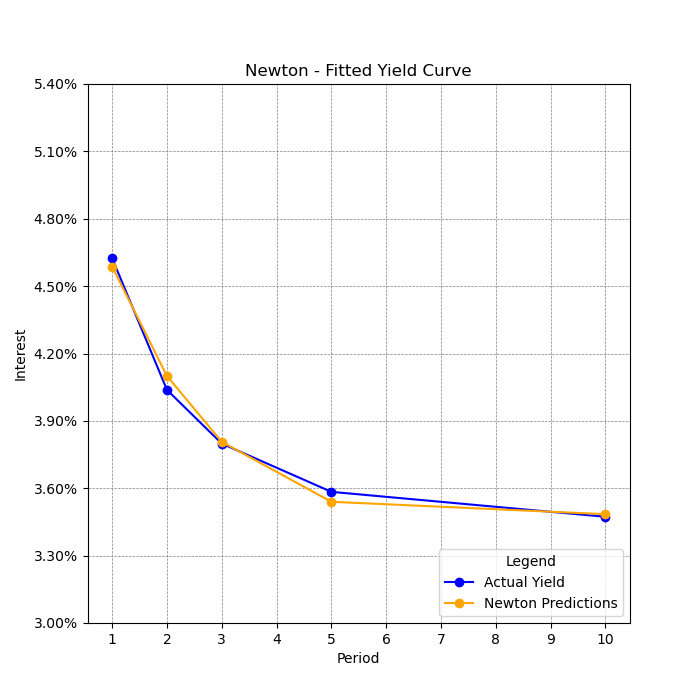 Newton - Fitted Yield Curve
5.40%
5.10%
4.80%
4.50%
4.20%
3.90%
3.60%
3.30%
3.00%
Interest
1 2 3 4 5 6 7 8 9 10
Period
Legend
Actual Yield
Newton Predictions